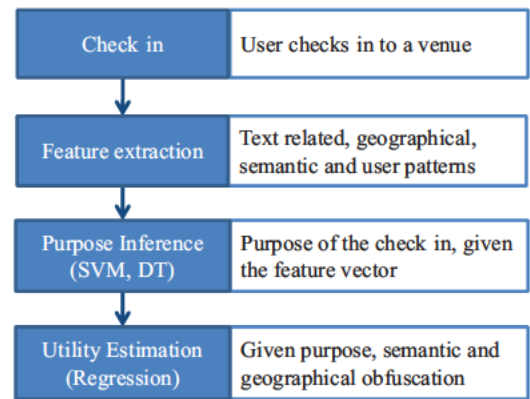 Check in
User checks in to a venue
Feature extraction
Text related, geographical,
semantic and user patterns
Purpose Inference
(SVM, DT)
Purpose of the check in, given
the feature vector
Utility Estimation
(Regression)
Given purpose, semantic and
geographical obfuscation